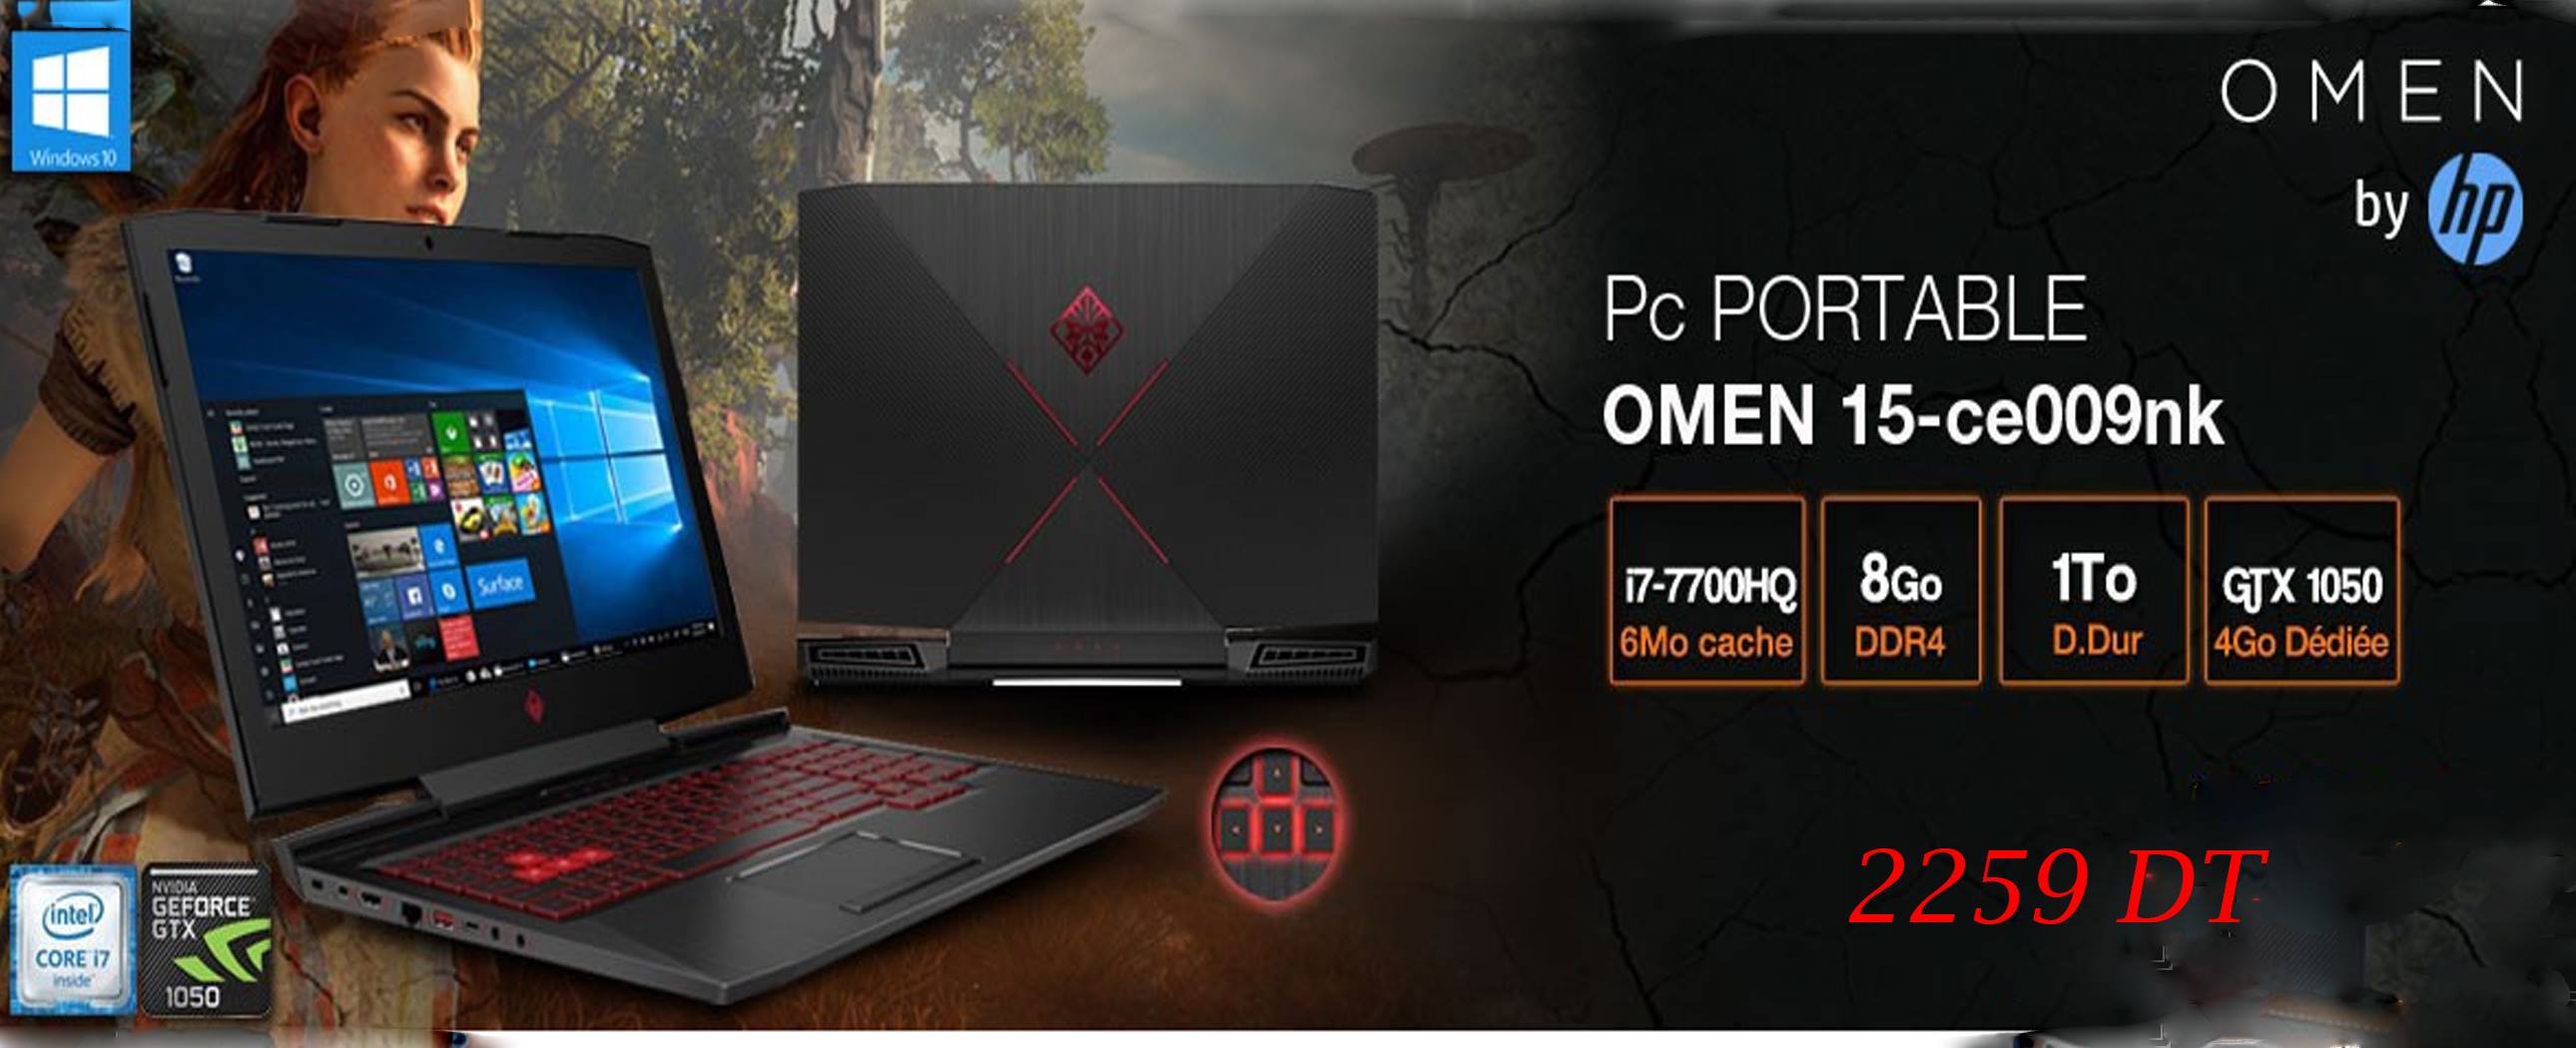 Windows 10
OMEN
by hp
Pc PORTABLE
OMEN 15-ce009nk
i7-7700HQ
6Mo cache
8Go
DDR4
1To
D.Dur
GTX 1050
4Go Dédiée
Surface
2259 DT
intel
CORE i7
inside
NVIDIA
GEFORCE
GTX
1050